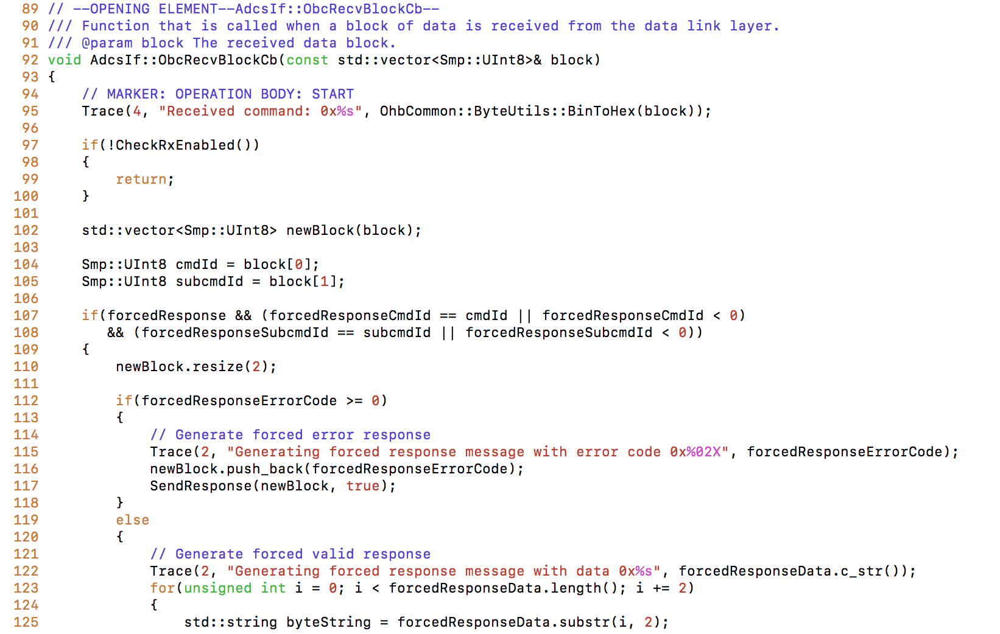 89 // --OPENING ELEMENT--AdcsIf::ObcRecvBlockCb--
90 /// Function that is called when a block of data is received from the data link layer.
91 /// @param block The received data block.
92 void AdcsIf::ObcRecvBlockCb(const std::vector<Smp::UInt8>& block)
93 {
94     // MARKER: OPERATION BODY: START
95     Trace(4, "Received command: 0x%s", OhbCommon::ByteUtils::BinToHex(block));
96
97     if(!CheckRxEnabled())
98     {
99         return;
100     }
101
102     std::vector<Smp::UInt8> newBlock(block);
103
104     Smp::UInt8 cmdId = block[0];
105     Smp::UInt8 subcmdId = block[1];
106
107     if(forcedResponse && (forcedResponseCmdId == cmdId || forcedResponseCmdId < 0)
108        && (forcedResponseSubcmdId == subcmdId || forcedResponseSubcmdId < 0))
109     {
110         newBlock.resize(2);
111
112         if(forcedResponseErrorCode >= 0)
113         {
114             // Generate forced error response
115             Trace(2, "Generating forced response message with error code 0x%02X", forcedResponseErrorCode);
116             newBlock.push_back(forcedResponseErrorCode);
117             SendResponse(newBlock, true);
118         }
119         else
120         {
121             // Generate forced valid response
122             Trace(2, "Generating forced response message with data 0x%s", forcedResponseData.c_str());
123             for(unsigned int i = 0; i < forcedResponseData.length(); i += 2)
124             {
125                 std::string byteString = forcedResponseData.substr(i, 2);